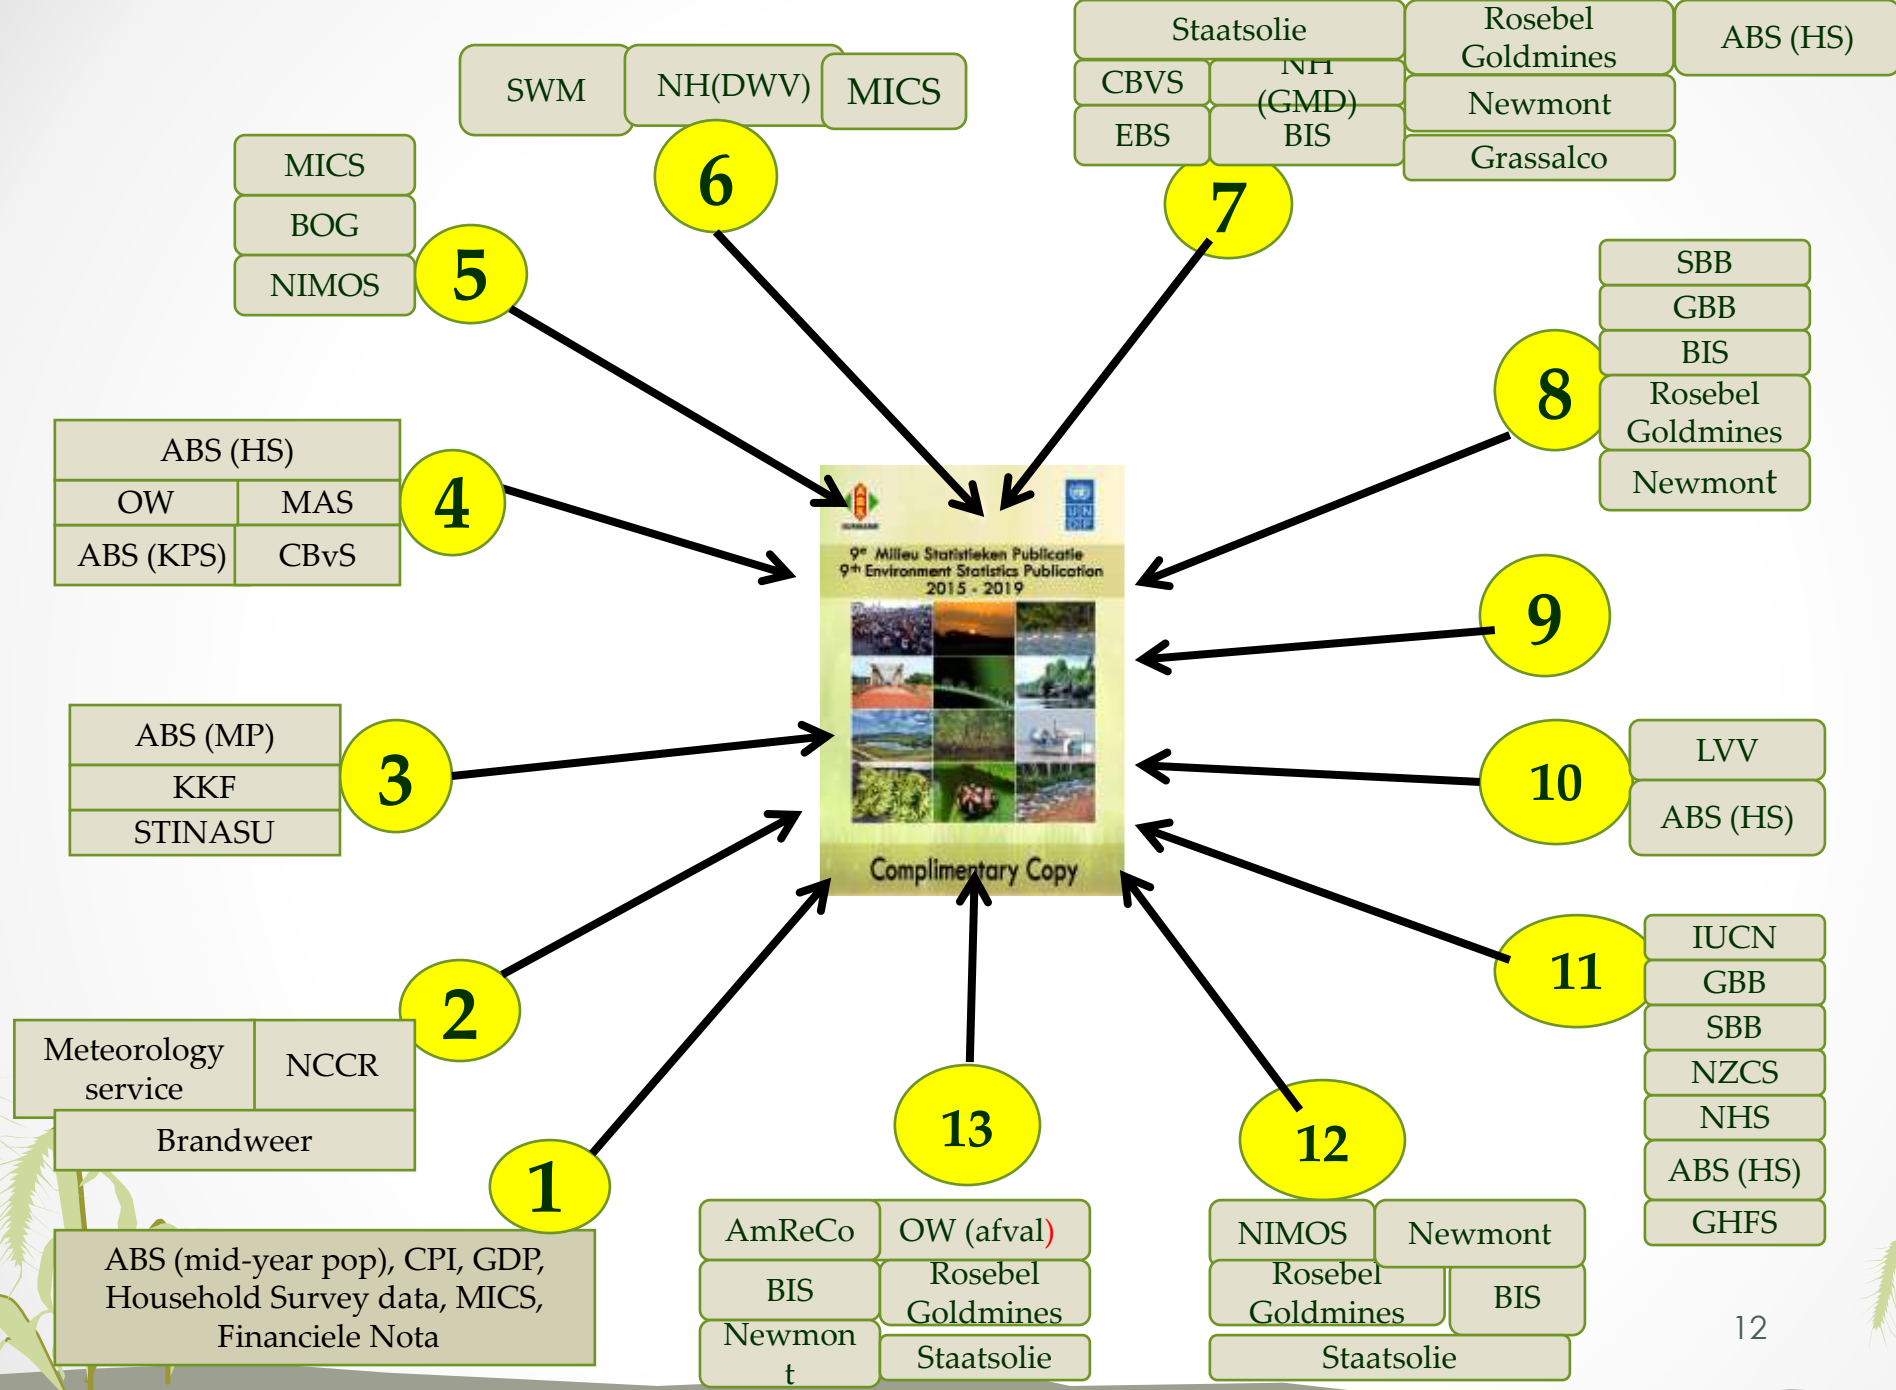 Staatsolie
Rosebel
Goldmines
ABS (HS)
CBVS
NH
(GMD)
Newmont
EBS
BIS
Grassalco
7
SWM
NH(DWV)
MICS
6
MICS
BOG
NIMOS
5
SBB
GBB
BIS
Rosebel
Goldmines
Newmont
8
ABS (HS)
OW
MAS
ABS (KPS)
CBvS
4
SURINAME
U N
D P
9e Milieu Statistieken Publicatie
9th Environment Statistics Publication
2015 - 2019
Complimentary Copy
9
ABS (MP)
KKF
STINASU
3
10
LVV
ABS (HS)
11
IUCN
GBB
SBB
NZCS
NHS
ABS (HS)
GHFS
2
Meteorology
service
NCCR
Brandweer
1
ABS (mid-year pop), CPI, GDP,
Household Survey data, MICS,
Financiele Nota
13
AmReCo
OW (afval)
BIS
Rosebel
Goldmines
Newmon
t
Staatsolie
12
NIMOS
Newmont
Rosebel
Goldmines
BIS
Staatsolie
12